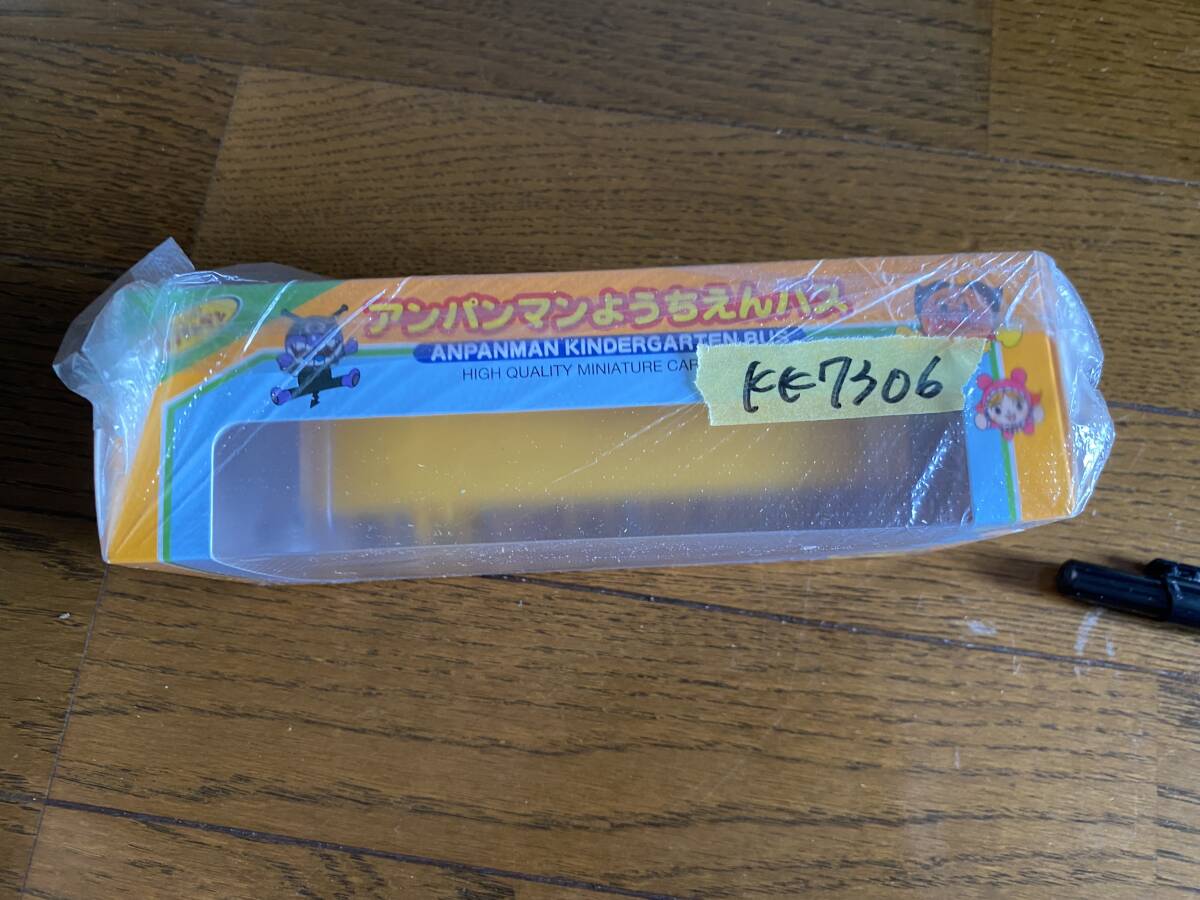 アンパンマンようちえんバス
ANPANMAN KINDERGARTEN BUS
HIGH QUALITY MINIATURE CAR
KE7306